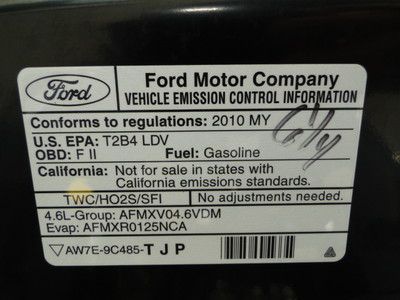 Ford
Ford Motor Company
VEHICLE EMISSION CONTROL INFORMATION
Conforms to regulations: 2010 MY
U.S. EPA: T2B4 LDV
OBD: F II Fuel: Gasoline
California: Not for sale in states with
California emissions standards.
TWC/HO2S/SFI No adjustments needed.
4.6L-Group: AFMXV04.6VDM
Evap: AFMXR0125NCA
AW7E-9C485-T J P